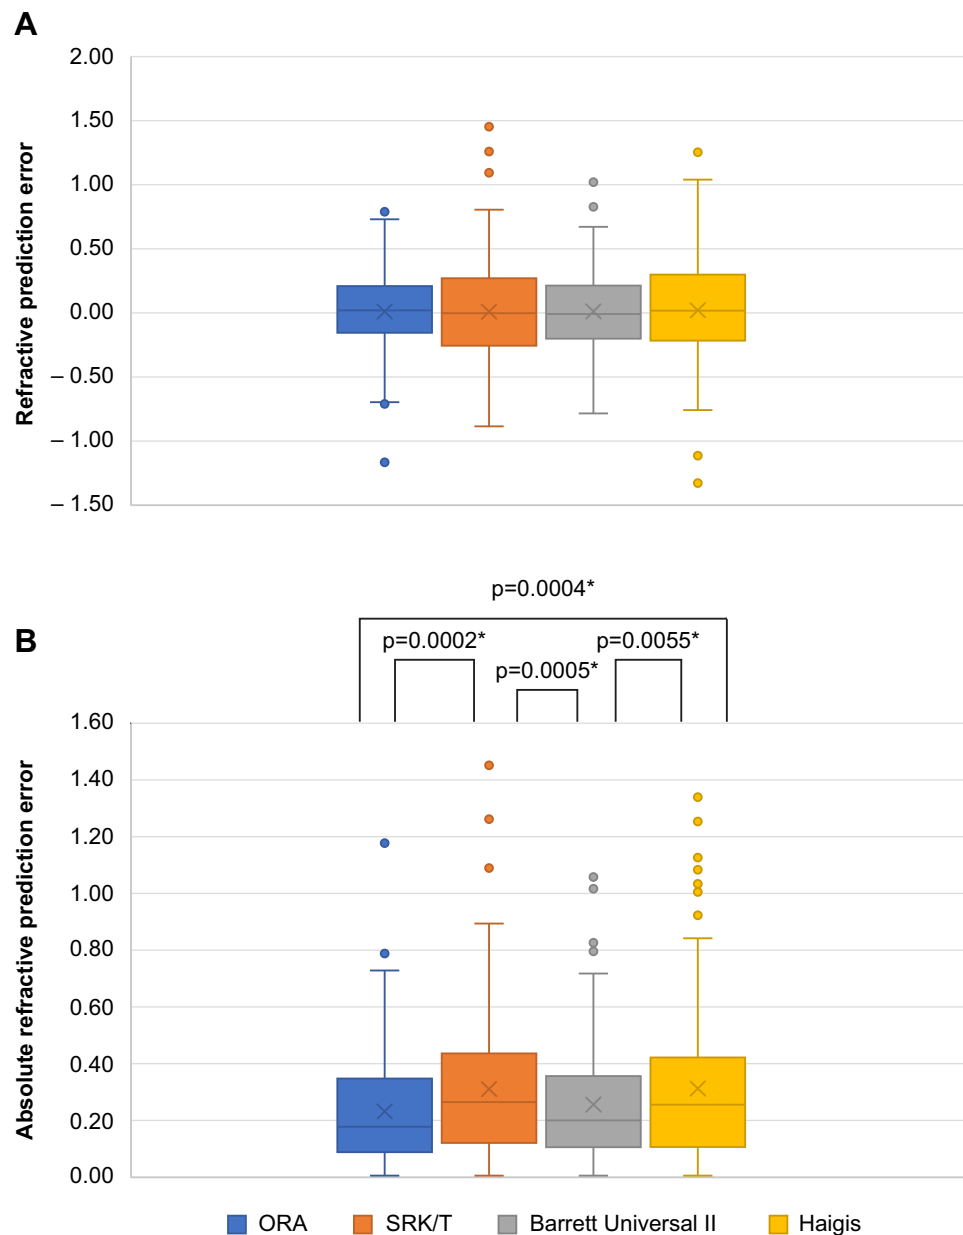 A
Refractive prediction error
2.00
1.50
1.00
0.50
0.00
– 0.50
– 1.00
– 1.50
B
p=0.0004*
p=0.0002*
p=0.0055*
p=0.0005*
Absolute refractive prediction error
1.60
1.40
1.20
1.00
0.80
0.60
0.40
0.20
0.00
ORA SRK/T Barrett Universal II Haigis